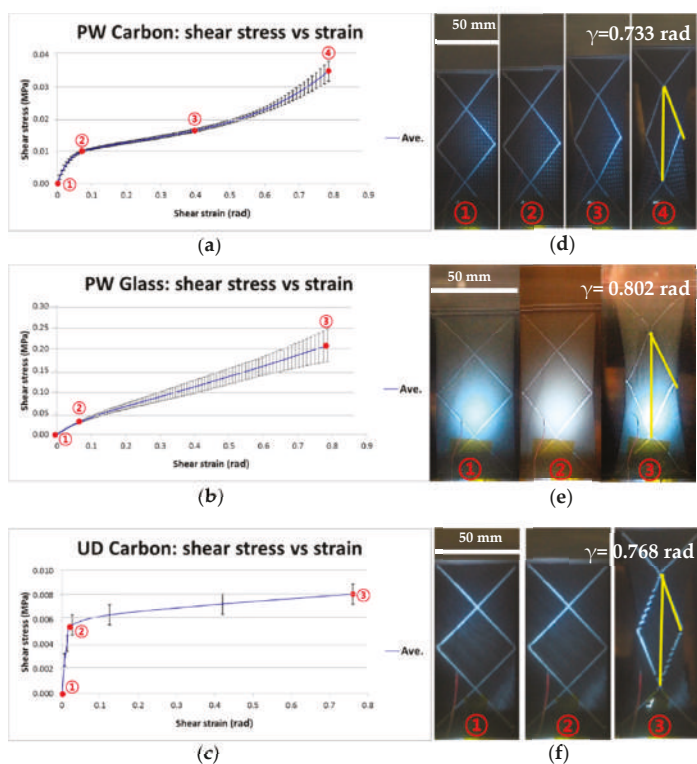 PW Carbon: shear stress vs strain
Shear stress (MPa)
0.04
0.03
0.02
0.01
0.00
0 0.1 0.2 0.3 0.4 0.5 0.6 0.7 0.8 0.9
Shear strain (rad)
① ② ③ ④
Ave.
(a)
50 mm
γ=0.733 rad
① ② ③ ④
(d)
PW Glass: shear stress vs strain
Shear stress (MPa)
0.30
0.25
0.20
0.15
0.10
0.05
0.00
0 0.1 0.2 0.3 0.4 0.5 0.6 0.7 0.8 0.9
Shear strain (rad)
① ② ③
Ave.
(b)
50 mm
γ= 0.802 rad
① ② ③
(e)
UD Carbon: shear stress vs strain
Shear stress (MPa)
0.010
0.008
0.006
0.004
0.002
0.000
0 0.1 0.2 0.3 0.4 0.5 0.6 0.7 0.8
Shear strain (rad)
① ② ③
Ave.
(c)
50 mm
γ= 0.768 rad
① ② ③
(f)